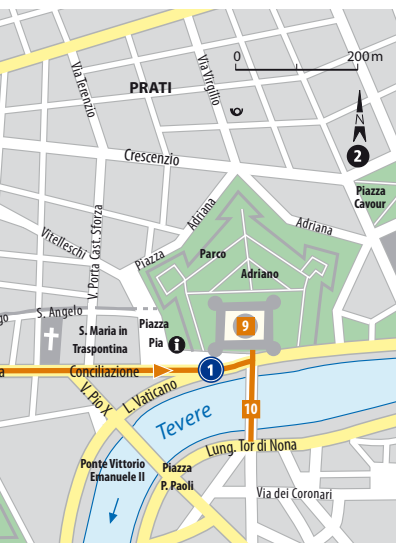 0 200 m
Via Terenzio
Via Virgilio
PRATI
N
2
Crescenzio
Piazza
Cavour
Vitelleschi
V. Porta Cast. Sforza
Piazza
Adriana
Adriana
Parco
Adriano
go
S. Angelo
S. Maria in
Traspontina
Piazza
Pia
i
9
a
Conciliazione
1
V. Pio X
L. Vaticano
10
Tevere
Lung. Tor di Nona
Ponte Vittorio
Emanuele II
Piazza
P. Paoli
Via dei Coronari